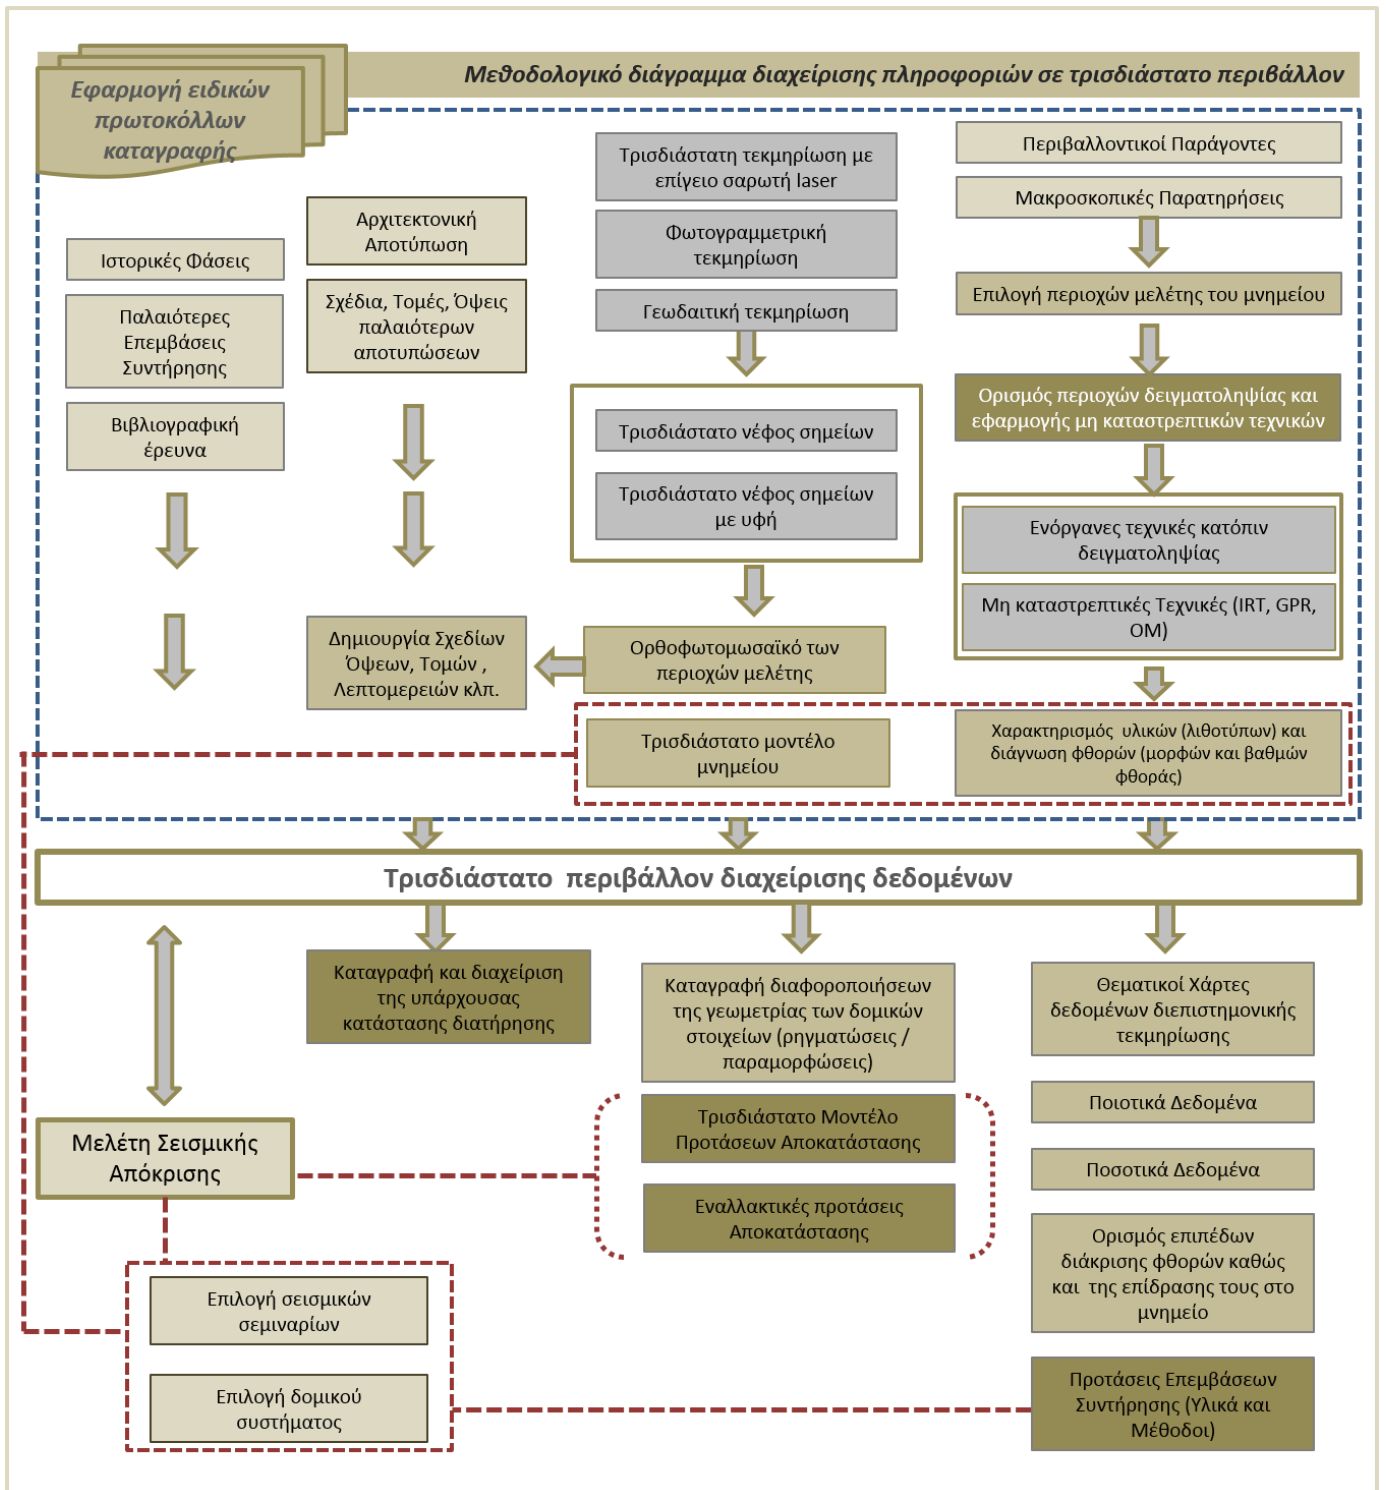 Μεθοδολογικό διάγραμμα διαχείρισης πληροφοριών σε τρισδιάστατο περιβάλλον
Εφαρμογή ειδικών
πρωτοκόλλων
καταγραφής
Ιστορικές Φάσεις
Παλαιότερες
Επεμβάσεις
Συντήρησης
Βιβλιογραφική
έρευνα
Αρχιτεκτονική
Αποτύπωση
Σχέδια, Τομές, Όψεις
παλαιότερων
αποτυπώσεων
Δημιουργία Σχεδίων
Όψεων, Τομών ,
Λεπτομερειών κλπ.
Τρισδιάστατη τεκμηρίωση με
επίγειο σαρωτή laser
Φωτογραμμετρική
τεκμηρίωση
Γεωδαιτική τεκμηρίωση
Τρισδιάστατο νέφος σημείων
Τρισδιάστατο νέφος σημείων
με υφή
Ορθοφωτομωσαϊκό των
περιοχών μελέτης
Τρισδιάστατο μοντέλο
μνημείου
Περιβαλλοντικοί Παράγοντες
Μακροσκοπικές Παρατηρήσεις
Επιλογή περιοχών μελέτης του μνημείου
Ορισμός περιοχών δειγματοληψίας και
εφαρμογής μη καταστρεπτικών τεχνικών
Ενόργανες τεχνικές κατόπιν
δειγματοληψίας
Μη καταστρεπτικές Τεχνικές (IRT, GPR,
OM)
Χαρακτηρισμός υλικών (λιθοτύπων) και
διάγνωση φθορών (μορφών και βαθμών
φθοράς)
Τρισδιάστατο περιβάλλον διαχείρισης δεδομένων
Καταγραφή και διαχείριση
της υπάρχουσας
κατάστασης διατήρησης
Καταγραφή διαφοροποιήσεων
της γεωμετρίας των δομικών
στοιχείων (ρηγματώσεις /
παραμορφώσεις)
Τρισδιάστατο Μοντέλο
Προτάσεων Αποκατάστασης
Εναλλακτικές προτάσεις
Αποκατάστασης
Θεματικοί Χάρτες
δεδομένων διεπιστημονικής
τεκμηρίωσης
Ποιοτικά Δεδομένα
Ποσοτικά Δεδομένα
Ορισμός επιπέδων
διάκρισης φθορών καθώς
και της επίδρασης τους στο
μνημείο
Προτάσεις Επεμβάσεων
Συντήρησης (Υλικά και
Μέθοδοι)
Μελέτη Σεισμικής
Απόκρισης
Επιλογή σεισμικών
σεμιναρίων
Επιλογή δομικού
συστήματος